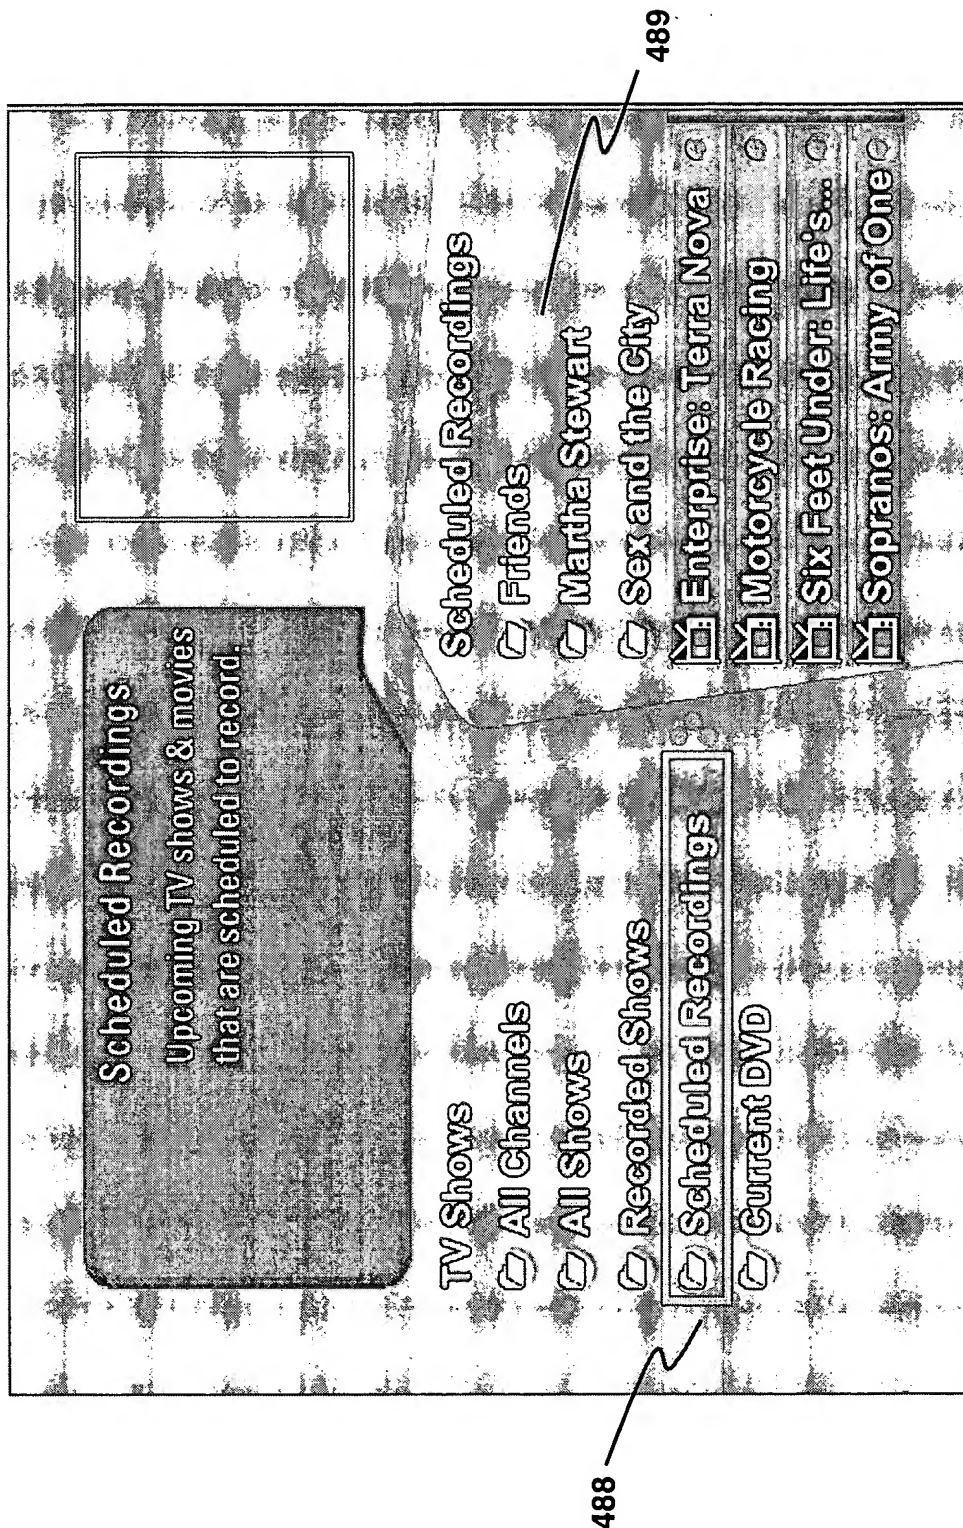 Scheduled Recordings
Upcoming TV shows & movies
that are scheduled to record.
TV Shows
All Channels
All Shows
Recorded Shows
Scheduled Recordings
Current DVD
Scheduled Recordings
Friends
Martha Stewart
Sex and the City
Enterprise: Terra Nova
Motorcycle Racing
Six Feet Under: Life's...
Sopranos: Army of One
488
489